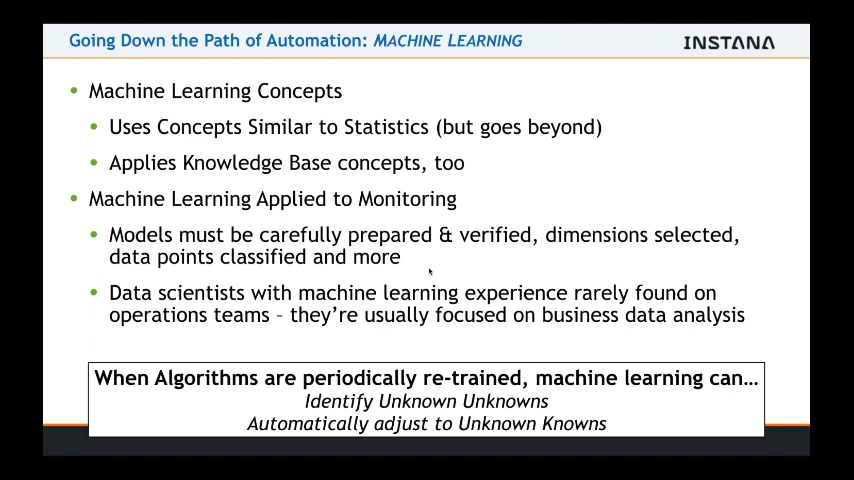 Going Down the Path of Automation: MACHINE LEARNING
INSTANA
• Machine Learning Concepts
• Uses Concepts Similar to Statistics (but goes beyond)
• Applies Knowledge Base concepts, too
• Machine Learning Applied to Monitoring
• Models must be carefully prepared & verified, dimensions selected,
data points classified and more
• Data scientists with machine learning experience rarely found on
operations teams – they're usually focused on business data analysis
When Algorithms are periodically re-trained, machine learning can…
Identify Unknown Unknowns
Automatically adjust to Unknown Knowns